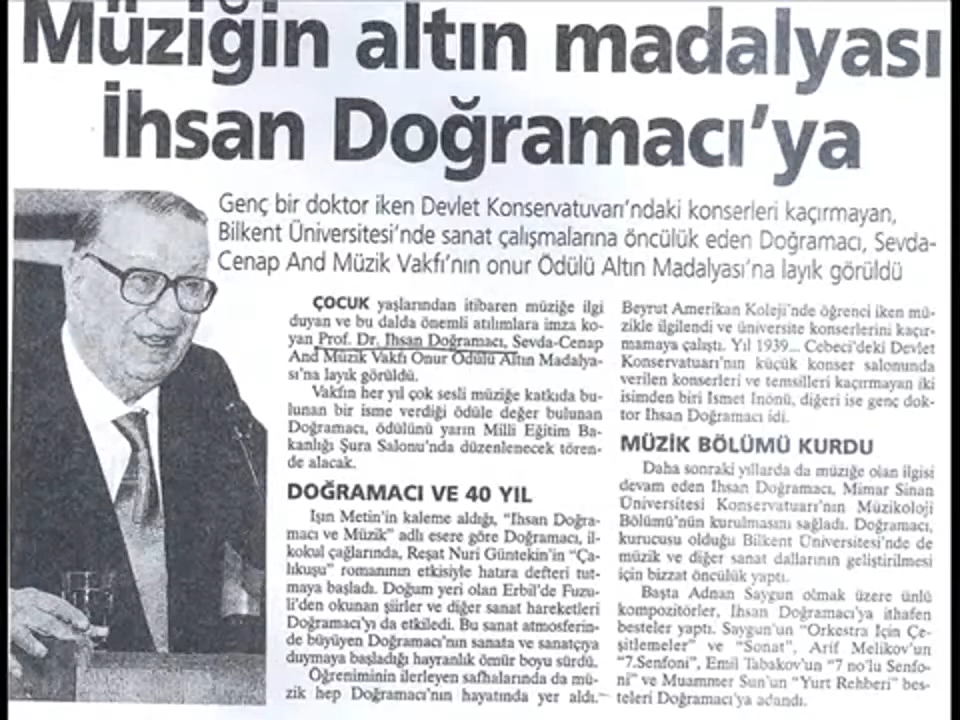 Müziğin altın madalyası
İhsan Doğramacı'ya
Genç bir doktor iken Devlet Konservatuvarı'ndaki konserleri kaçırmayan,
Bilkent Üniversitesi'nde sanat çalışmalarına öncülük eden Doğramacı, Sevda-
Cenap And Müzik Vakfı'nın onur Ödülü Altın Madalyası'na layık görüldü
ÇOCUK yaşlarından itibaren müziğe ilgi
duyan ve bu dalda önemli atılımlara imza ko-
yan Prof. Dr. İhsan Doğramacı, Sevda-Cenap
And Müzik Vakfı Onur Ödülü Altın Madalya-
sı'na layık görüldü.
Vakfın her yıl çok sesli müziğe katkıda bu-
lunan bir isme verdiği ödüle değer bulunan
Doğramacı, ödülünü yarın Milli Eğitim Ba-
kanlığı Şura Salonu'nda düzenlenecek tören-
de alacak.
DOĞRAMACI VE 40 YIL
Işın Metin'in kaleme aldığı, "İhsan Doğra-
macı ve Müzik" adlı esere göre Doğramacı, il-
kokul çağlarında, Reşat Nuri Güntekin'in "Ça-
lıkuşu" romanının etkisiyle hatıra defteri tut-
maya başladı. Doğum yeri olan Erbil'de Fuzu-
li'den okunan şiirler ve diğer sanat hareketleri
Doğramacı'yı da etkiledi. Bu sanat atmosferin-
de büyüyen Doğramacı'nın sanata ve sanatçıya
duymaya başladığı hayranlık ömür boyu sürdü.
Öğreniminin ilerleyen safhalarında da mü-
zik hep Doğramacı'nın hayatında yer aldı.
Beyrut Amerikan Koleji'nde öğrenci iken mü-
zikle ilgilendi ve üniversite konserlerini kaçır-
mamaya çalıştı. Yıl 1939... Cebeci'deki Devlet
Konservatuarı'nın küçük konser salonunda
verilen konserleri ve temsilleri kaçırmayan iki
isimden biri İsmet İnönü, diğeri ise genç dok-
tor İhsan Doğramacı idi.
MÜZİK BÖLÜMÜ KURDU
Daha sonraki yıllarda da müziğe olan ilgisi
devam eden İhsan Doğramacı, Mimar Sinan
Üniversitesi Konservatuarı'nın Müzikoloji
Bölümü'nün kurulmasını sağladı. Doğramacı,
kurucusu olduğu Bilkent Üniversitesi'nde de
müzik ve diğer sanat dallarının geliştirilmesi
için bizzat öncülük yaptı.
Başta Adnan Saygun olmak üzere ünlü
kompozitörler, İhsan Doğramacı'ya ithafen
besteler yaptı. Saygun'un "Orkestra İçin Çe-
şitlemeler" ve "Sonat", Arif Melikov'un
"7.Senfoni", Emil Tabakov'un "7 no'lu Senfo-
ni" ve Muammer Sun'un "Yurt Rehberi" bes-
teleri Doğramacı'ya adandı.